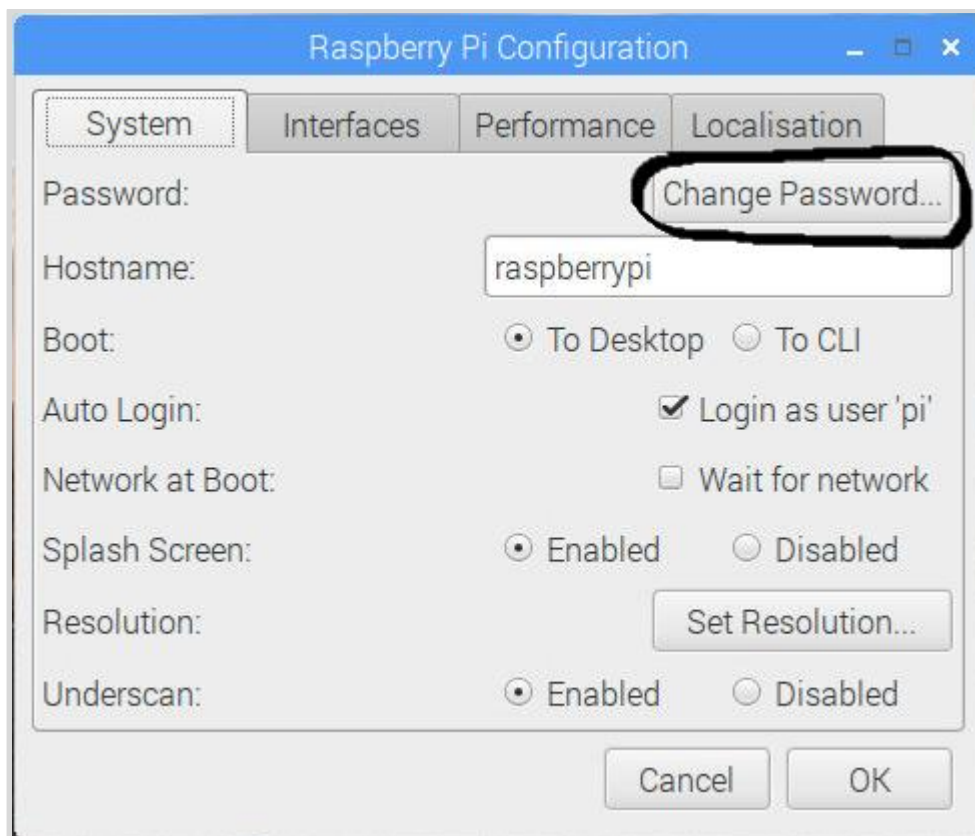 Raspberry Pi Configuration
System Interfaces Performance Localisation
Password: Change Password...
Hostname: raspberrypi
Boot: To Desktop To CLI
Auto Login: Login as user 'pi'
Network at Boot: Wait for network
Splash Screen: Enabled Disabled
Resolution: Set Resolution...
Underscan: Enabled Disabled
Cancel OK